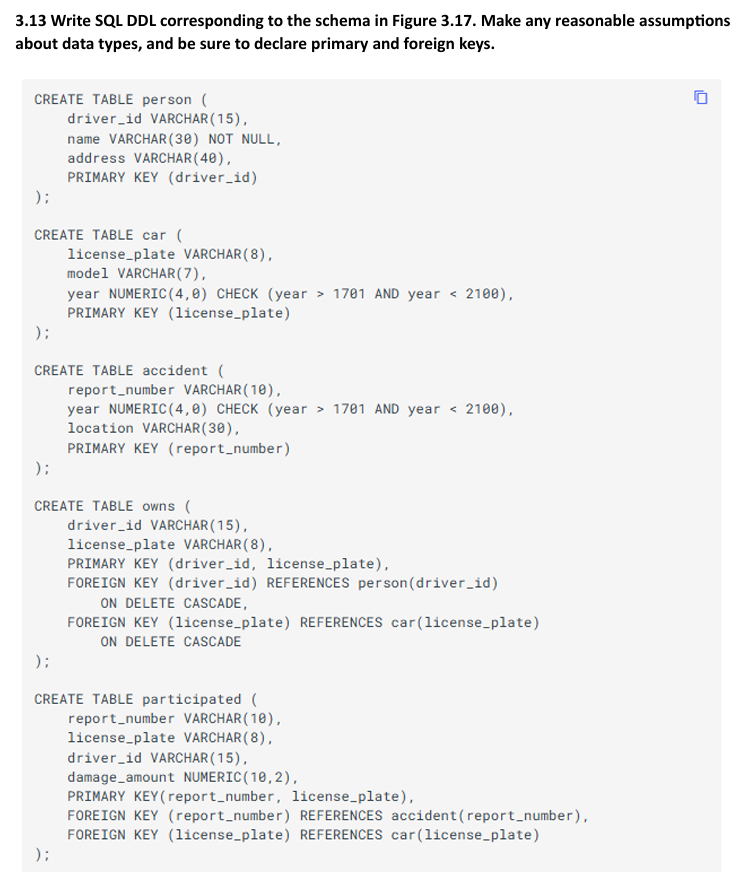 3.13 Write SQL DDL corresponding to the schema in Figure 3.17. Make any reasonable assumptions
about data types, and be sure to declare primary and foreign keys.
CREATE TABLE person (
    driver_id VARCHAR(15),
    name VARCHAR(30) NOT NULL,
    address VARCHAR(40),
    PRIMARY KEY (driver_id)
);
CREATE TABLE car (
    license_plate VARCHAR(8),
    model VARCHAR(7),
    year NUMERIC(4,0) CHECK (year > 1701 AND year < 2100),
    PRIMARY KEY (license_plate)
);
CREATE TABLE accident (
    report_number VARCHAR(10),
    year NUMERIC(4,0) CHECK (year > 1701 AND year < 2100),
    location VARCHAR(30),
    PRIMARY KEY (report_number)
);
CREATE TABLE owns (
    driver_id VARCHAR(15),
    license_plate VARCHAR(8),
    PRIMARY KEY (driver_id, license_plate),
    FOREIGN KEY (driver_id) REFERENCES person(driver_id)
        ON DELETE CASCADE,
    FOREIGN KEY (license_plate) REFERENCES car(license_plate)
        ON DELETE CASCADE
);
CREATE TABLE participated (
    report_number VARCHAR(10),
    license_plate VARCHAR(8),
    driver_id VARCHAR(15),
    damage_amount NUMERIC(10,2),
    PRIMARY KEY(report_number, license_plate),
    FOREIGN KEY (report_number) REFERENCES accident(report_number),
    FOREIGN KEY (license_plate) REFERENCES car(license_plate)
);